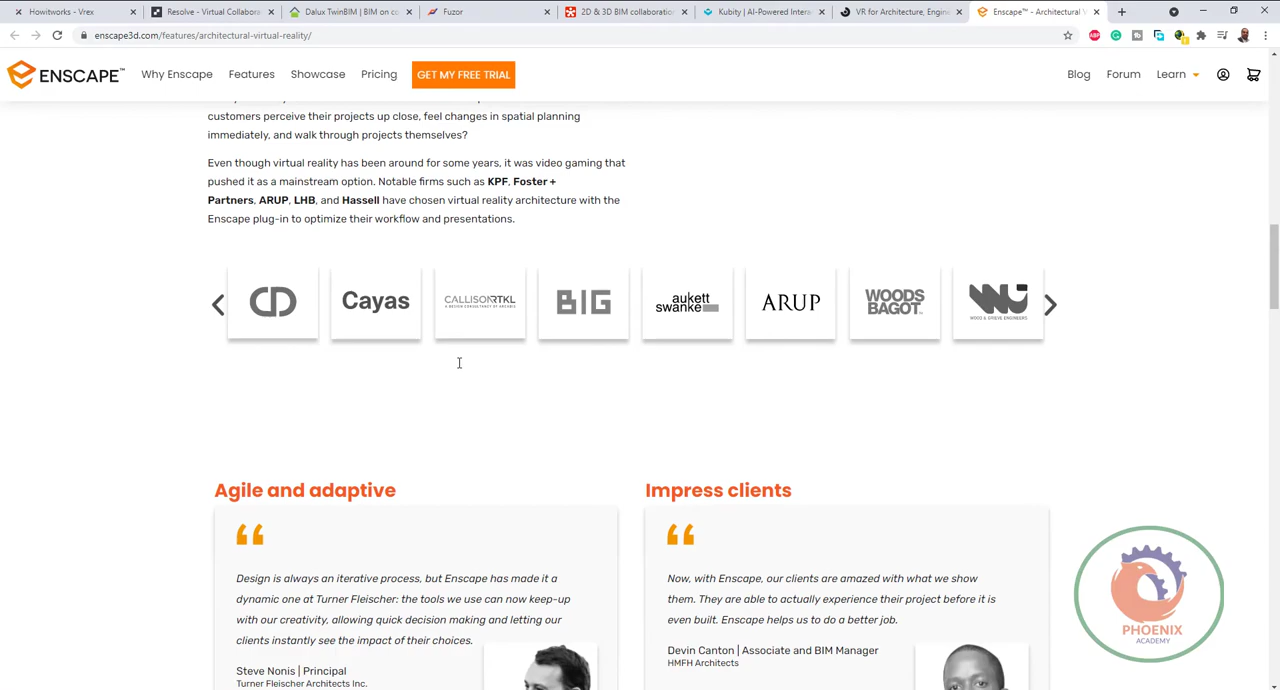 Howitworks - Vrex
Resolve - Virtual Collabora
Dalux TwinBIM | BIM on co
Fuzor
2D & 3D BIM collaboratio
Kubity | AI-Powered Intera
VR for Architecture, Engine
Enscape™ - Architectural V
enscape3d.com/features/architectural-virtual-reality/
ENSCAPE™
Why Enscape
Features
Showcase
Pricing
GET MY FREE TRIAL
Blog
Forum
Learn
customers perceive their projects up close, feel changes in spatial planning
immediately, and walk through projects themselves?
Even though virtual reality has been around for some years, it was video gaming that
pushed it as a mainstream option. Notable firms such as KPF, Foster +
Partners, ARUP, LHB, and Hassell have chosen virtual reality architecture with the
Enscape plug-in to optimize their workflow and presentations.
CD
Cayas
CALLISONRTKL
A DESIGN CONSULTANCY OF ARCADIS
BIG
aukett
swanke
ARUP
WOODS
BAGOT
WOOD & GRIEVE ENGINEERS
Agile and adaptive
Design is always an iterative process, but Enscape has made it a
dynamic one at Turner Fleischer: the tools we use can now keep-up
with our creativity, allowing quick decision making and letting our
clients instantly see the impact of their choices.
Steve Nonis | Principal
Turner Fleischer Architects Inc.
Impress clients
Now, with Enscape, our clients are amazed with what we show
them. They are able to actually experience their project before it is
even built. Enscape helps us to do a better job.
Devin Canton | Associate and BIM Manager
HMFH Architects
PHOENIX
ACADEMY